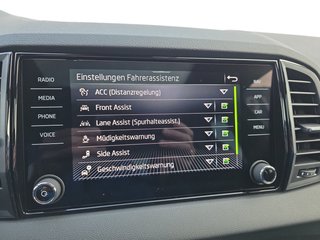 Einstellungen Fahrerassistenz
RADIO
MEDIA
PHONE
VOICE
ACC (Distanzregelung)
Front Assist
Lane Assist (Spurhalteassist.)
Müdigkeitswarnung
Side Assist
Geschwindigkeitswarnung
NAV
APP
CAR
MENU